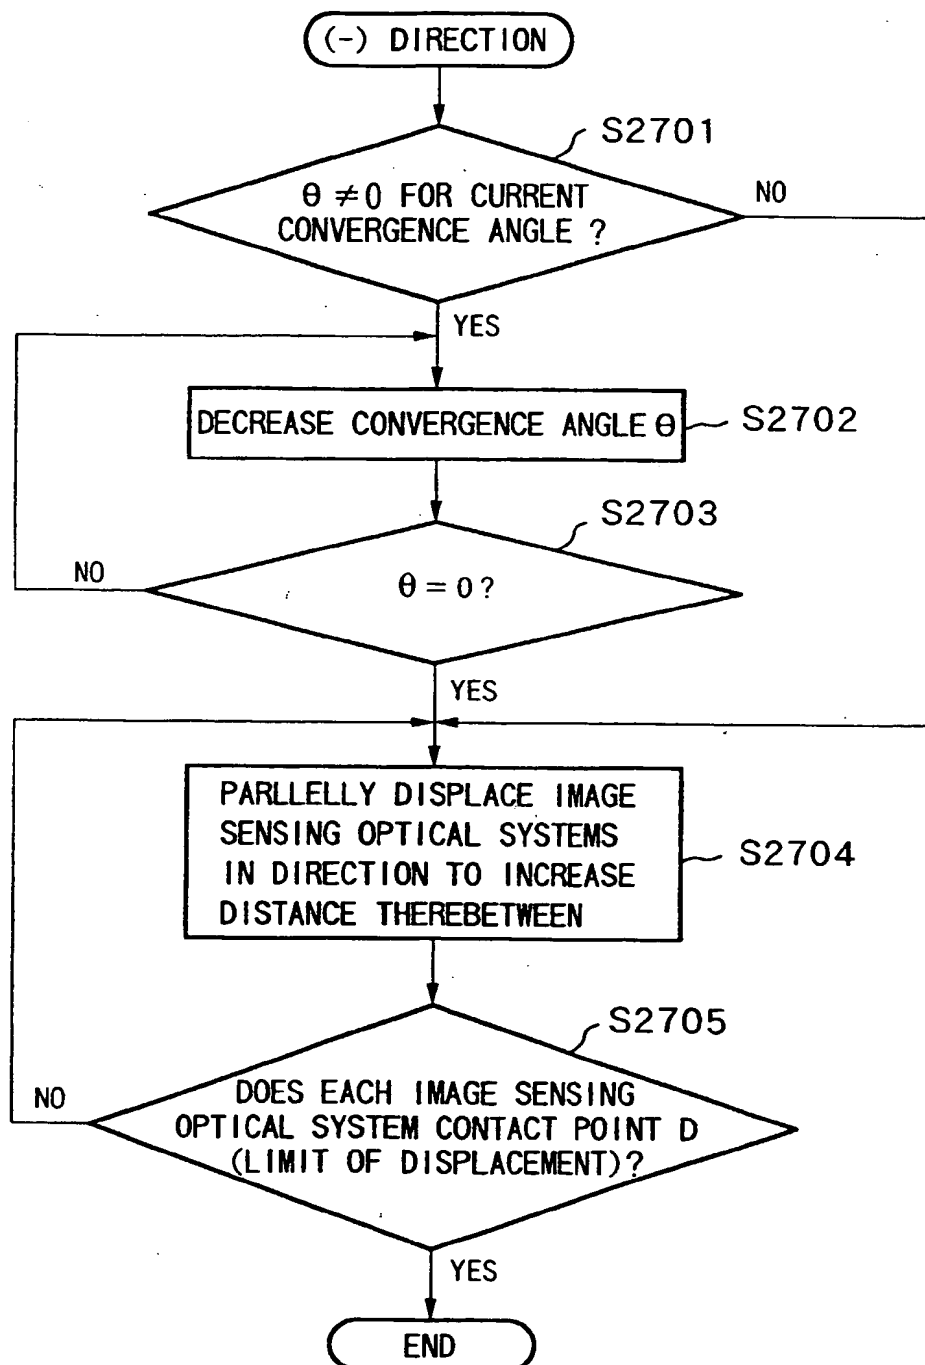 (-) DIRECTION
S2701
θ ≠ 0 FOR CURRENT
CONVERGENCE ANGLE ?
NO
YES
DECREASE CONVERGENCE ANGLE θ
S2702
S2703
θ = 0 ?
NO
YES
PARLLELLY DISPLACE IMAGE
SENSING OPTICAL SYSTEMS
IN DIRECTION TO INCREASE
DISTANCE THEREBETWEEN
S2704
S2705
DOES EACH IMAGE SENSING
OPTICAL SYSTEM CONTACT POINT D
(LIMIT OF DISPLACEMENT)?
NO
YES
END